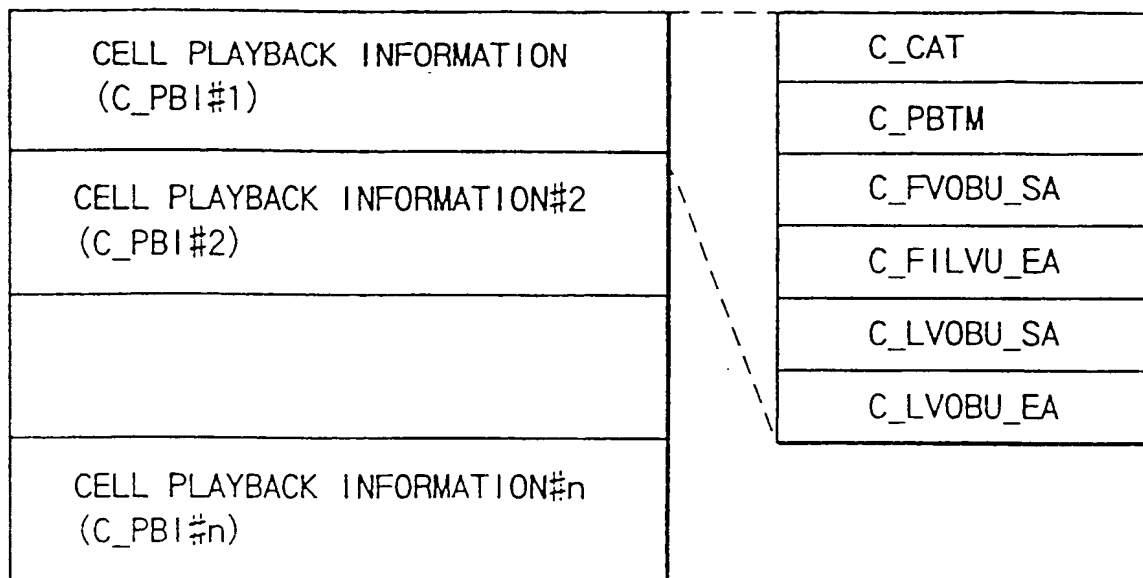 CELL PLAYBACK INFORMATION
(C_PBI#1)
CELL PLAYBACK INFORMATION#2
(C_PBI#2)
CELL PLAYBACK INFORMATION#n
(C_PBI#n)
C_CAT
C_PBTM
C_FVOBU_SA
C_FILVU_EA
C_LVOBU_SA
C_LVOBU_EA